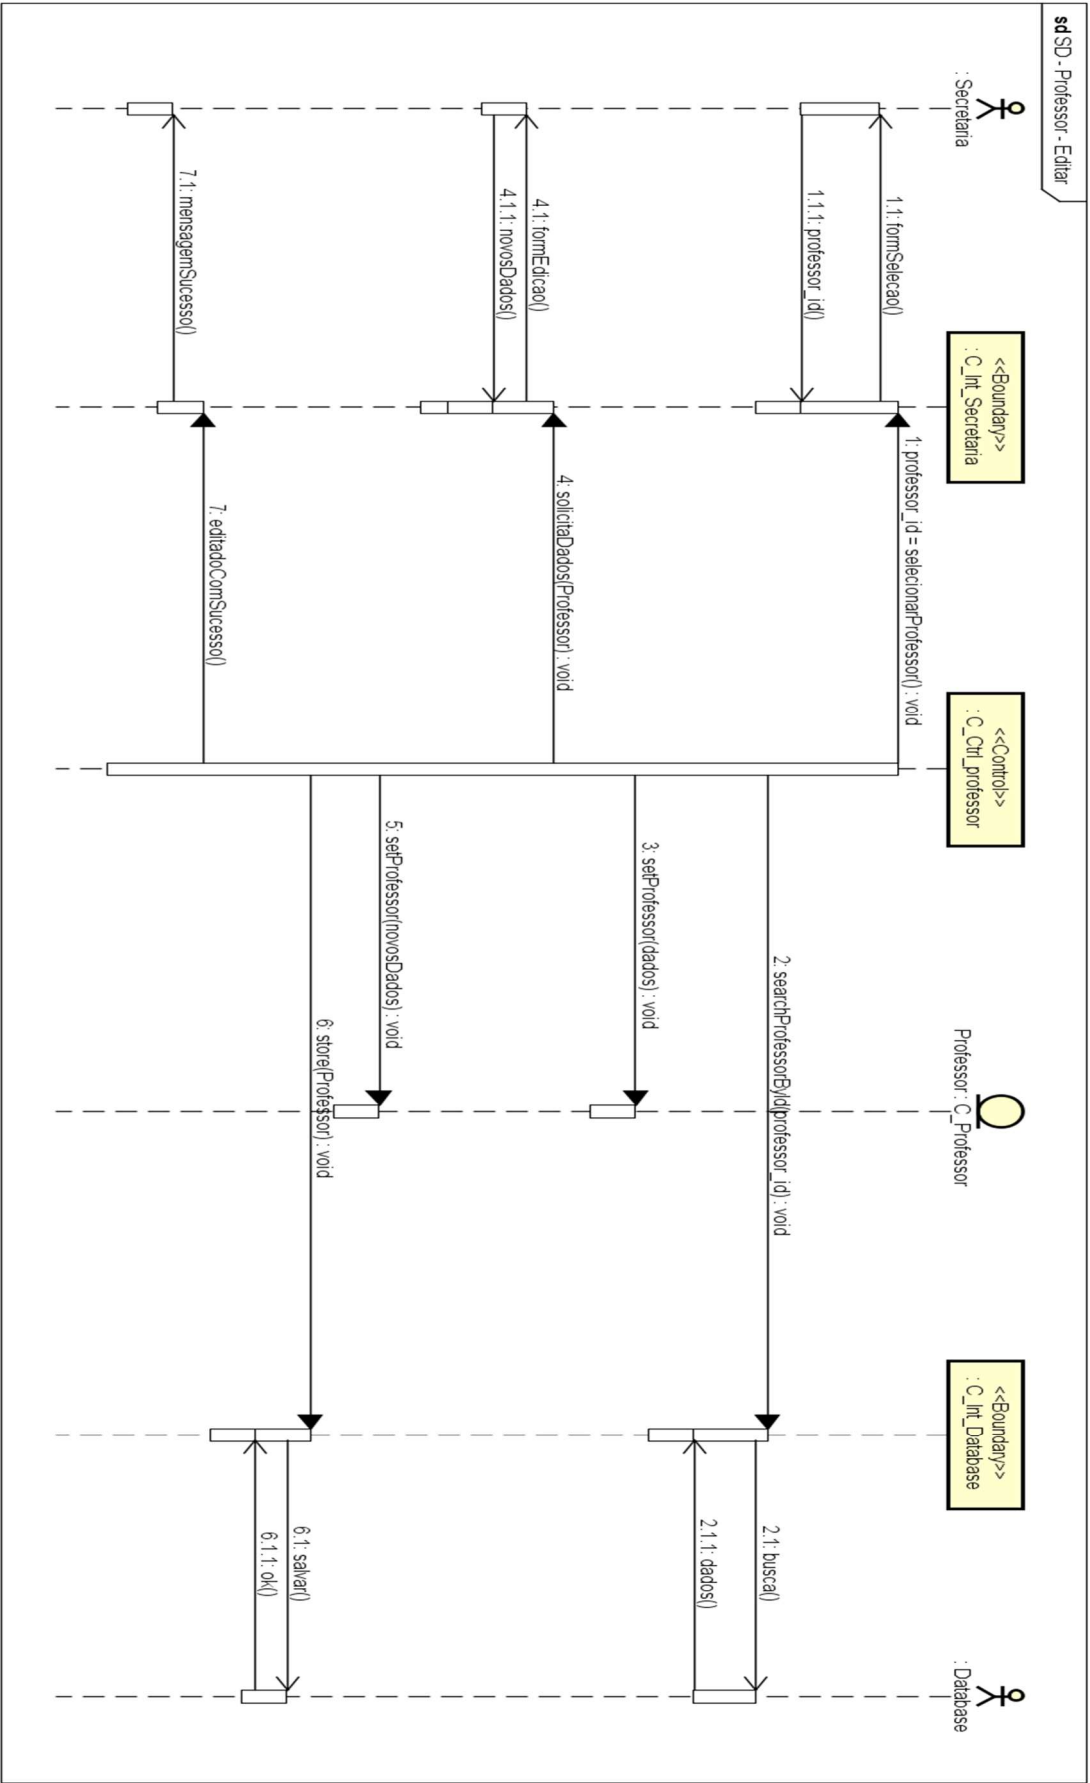 sd SD - Professor - Editar
: Secretaria
<<Boundary>>
: C_Int_Secretaria
<<Control>>
: C_Ctrl_professor
Professor : C_Professor
<<Boundary>>
: C_Int_Database
: Database
1: professor_id = selecionarProfessor() : void
1.1: formSelecao()
1.1.1: professor_id()
2: searchProfessorById(professor_id) : void
2.1: busca()
2.1.1: dados()
3: setProfessor(dados) : void
4: solicitaDados(Professor) : void
4.1: formEdicao()
4.1.1: novosDados()
5: setProfessor(novosDados) : void
6: store(Professor) : void
6.1: salvar()
6.1.1: ok()
7: editadoComSucesso()
7.1: mensagemSucesso()